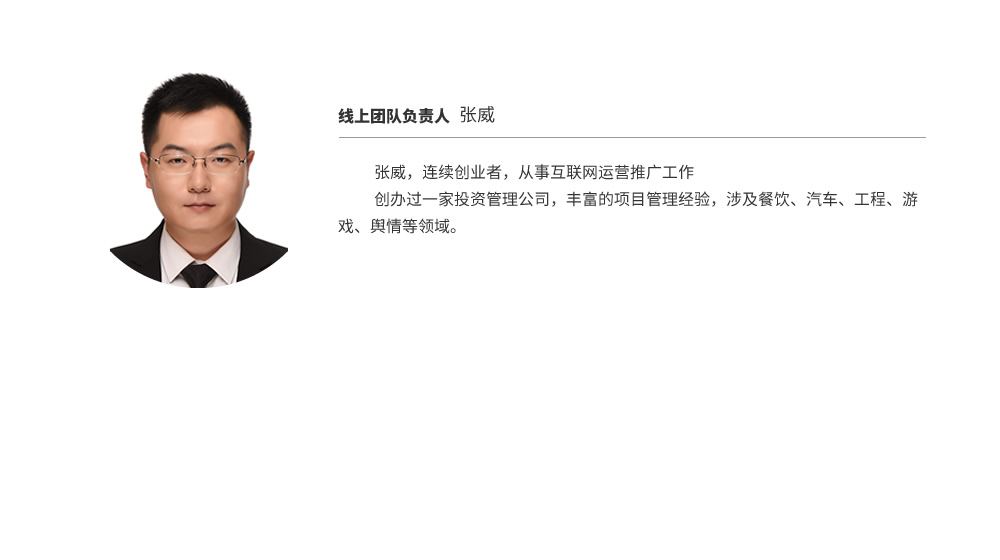 线上团队负责人 张威
张威，连续创业者，从事互联网运营推广工作
创办过一家投资管理公司，丰富的项目管理经验，涉及餐饮、汽车、工程、游
戏、舆情等领域。